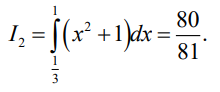 I₂ = ∫_{1/3}^{1} (x² + 1)dx = 80/81.